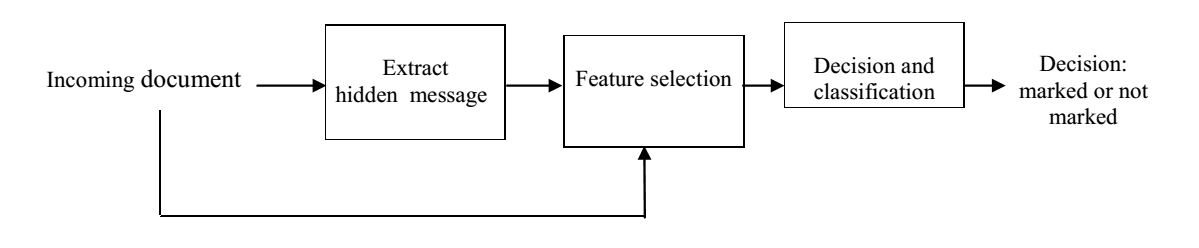 Incoming document
Extract
hidden message
Feature selection
Decision and
classification
Decision:
marked or not
marked